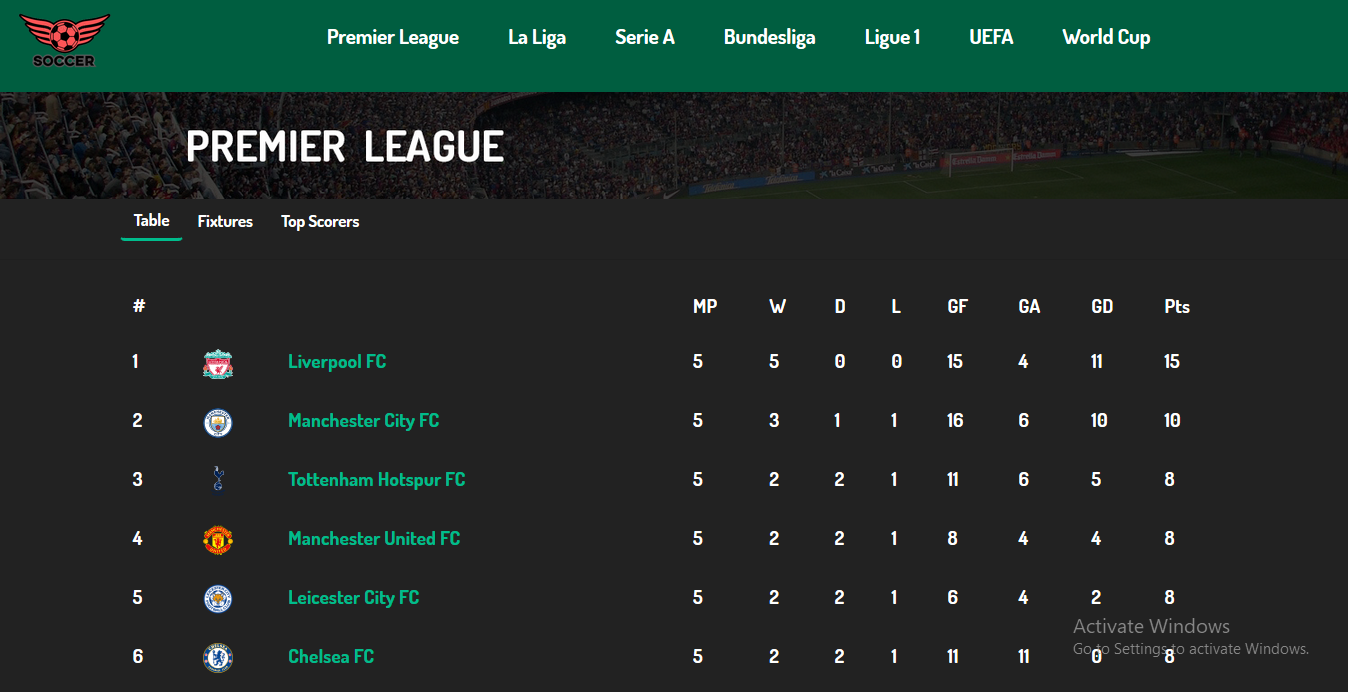 SOCCER
Premier League La Liga Serie A Bundesliga Ligue 1 UEFA World Cup
PREMIER LEAGUE
Estrella Damm Estrella Damm
Table Fixtures Top Scorers
# MP W D L GF GA GD Pts
1 Liverpool FC 5 5 0 0 15 4 11 15
2 Manchester City FC 5 3 1 1 16 6 10 10
3 Tottenham Hotspur FC 5 2 2 1 11 6 5 8
4 Manchester United FC 5 2 2 1 8 4 4 8
5 Leicester City FC 5 2 2 1 6 4 2 8
Activate Windows
Go to Settings to activate Windows.
6 Chelsea FC 5 2 2 1 11 11 0 8